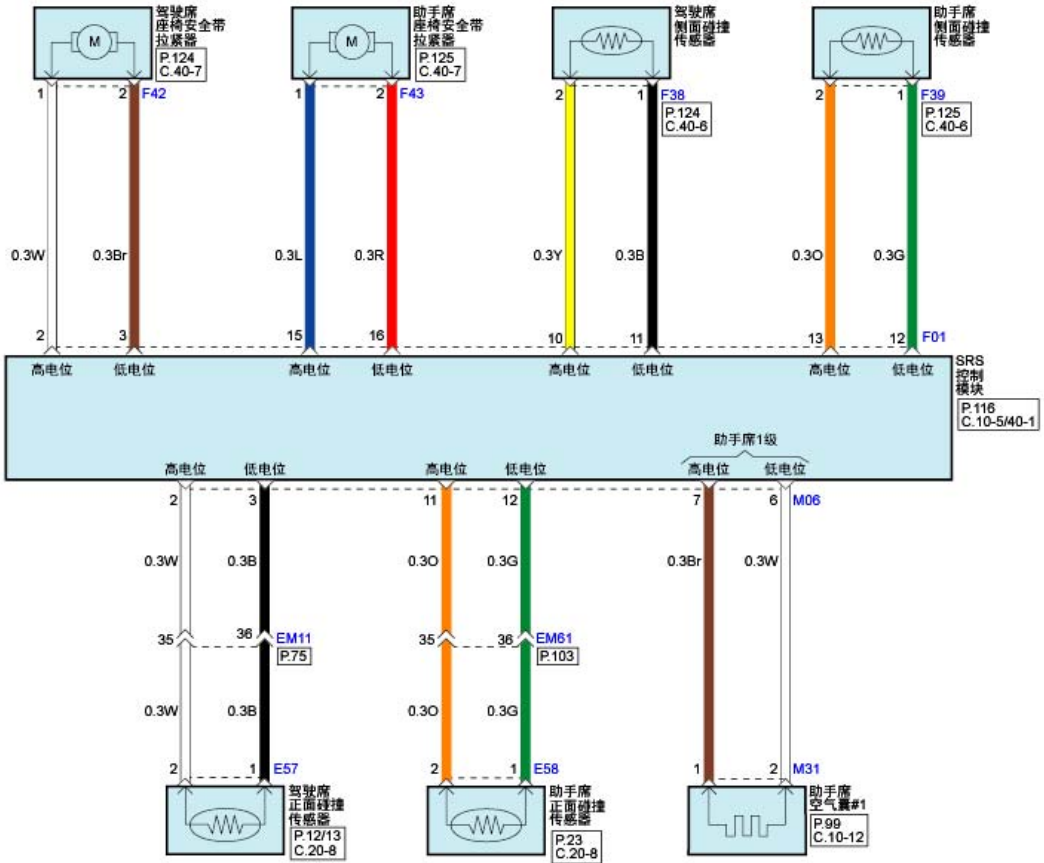 驾驶席
座椅安全带
拉紧器
P.124
C.40-7
助手席
座椅安全带
拉紧器
P.125
C.40-7
驾驶席
侧面碰撞
传感器
助手席
侧面碰撞
传感器
M
M
1
2
F42
1
2
F43
2
1
F38
P.124
C.40-6
2
1
F39
P.125
C.40-6
0.3W
0.3Br
0.3L
0.3R
0.3Y
0.3B
0.3O
0.3G
2
3
15
16
10
11
13
12
F01
高电位
低电位
高电位
低电位
高电位
低电位
高电位
低电位
SRS
控制
模块
P.116
C.10-5/40-1
助手席1级
高电位
低电位
高电位
低电位
高电位
低电位
2
3
11
12
7
6
M06
0.3W
0.3B
0.3O
0.3G
0.3Br
0.3W
35
36
EM11
P.75
35
36
EM61
P.103
0.3W
0.3B
0.3O
0.3G
2
1
E57
2
1
E58
1
2
M31
驾驶席
正面碰撞
传感器
P.12/13
C.20-8
助手席
正面碰撞
传感器
P.23
C.20-8
助手席
空气囊#1
P.99
C.10-12